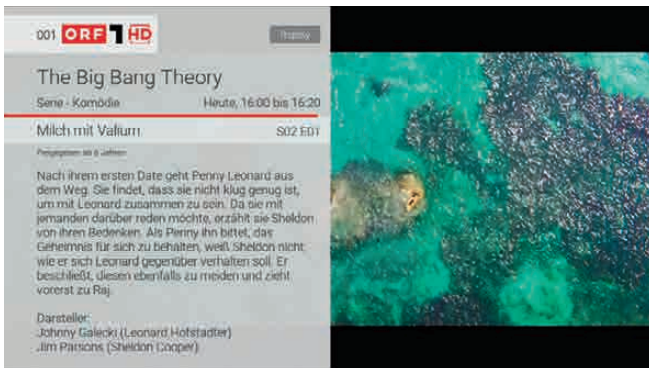 001 ORF 1 HD
Replay
The Big Bang Theory
Serie - Komödie Heute, 16:00 bis 16:20
Milch mit Valium S02 E01
Freigegeben ab 6 Jahren
Nach ihrem ersten Date geht Penny Leonard aus
dem Weg. Sie findet, dass sie nicht klug genug ist,
um mit Leonard zusammen zu sein. Da sie mit
jemanden darüber reden möchte, erzählt sie Sheldon
von ihren Bedenken. Als Penny ihn bittet, das
Geheimnis für sich zu behalten, weiß Sheldon nicht
wie er sich Leonard gegenüber verhalten soll. Er
beschließt, diesen ebenfalls zu meiden und zieht
vorerst zu Raj.
Darsteller:
Johnny Galecki (Leonard Hofstadter)
Jim Parsons (Sheldon Cooper)